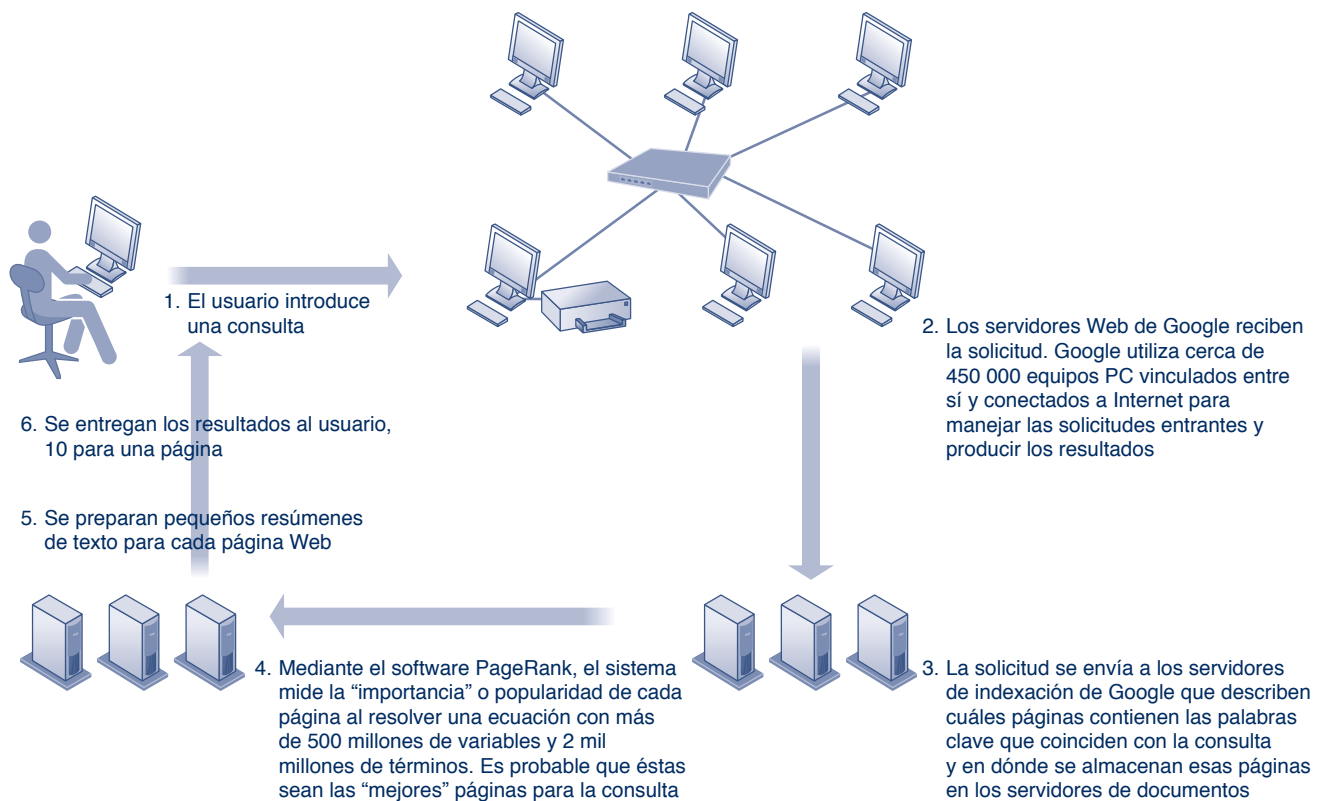 1. El usuario introduce
una consulta
2. Los servidores Web de Google reciben
la solicitud. Google utiliza cerca de
450 000 equipos PC vinculados entre
sí y conectados a Internet para
manejar las solicitudes entrantes y
producir los resultados
3. La solicitud se envía a los servidores
de indexación de Google que describen
cuáles páginas contienen las palabras
clave que coinciden con la consulta
y en dónde se almacenan esas páginas
en los servidores de documentos
4. Mediante el software PageRank, el sistema
mide la “importancia” o popularidad de cada
página al resolver una ecuación con más
de 500 millones de variables y 2 mil
millones de términos. Es probable que éstas
sean las “mejores” páginas para la consulta
5. Se preparan pequeños resúmenes
de texto para cada página Web
6. Se entregan los resultados al usuario,
10 para una página